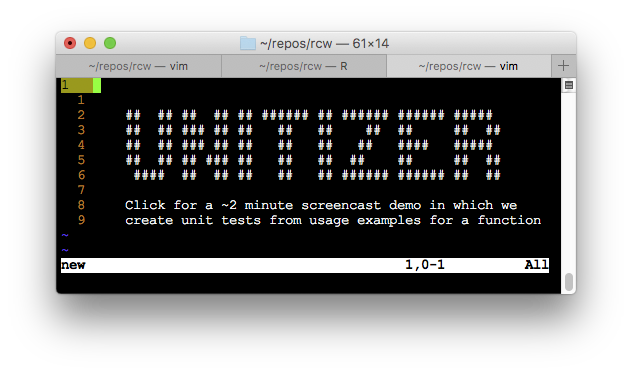 ~/repos/rcw — 61×14
~/repos/rcw — vim ~/repos/rcw — R ~/repos/rcw — vim
1
1
2 ## ## ## ## ## ###### ## ###### ###### #####
3 ## ## ### ## ## ## ## ## ## ## ##
4 ## ## ### ## ## ## ## ## #### #####
5 ## ## ## ### ## ## ## ## ## ## ##
6 #### ## ## ## ## ## ###### ###### ## ##
7
8 Click for a ~2 minute screencast demo in which we
9 create unit tests from usage examples for a function
~
~
new 1,0-1 All